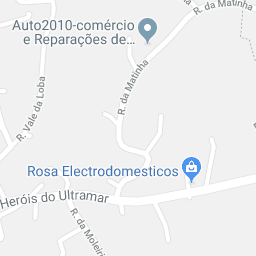 Auto2010-comércio
e Reparações de...
R. da Matinha
R. da Matinha
R. Vale da Loba
Rosa Electrodomesticos
Heróis do Ultramar
R. da Moleiri